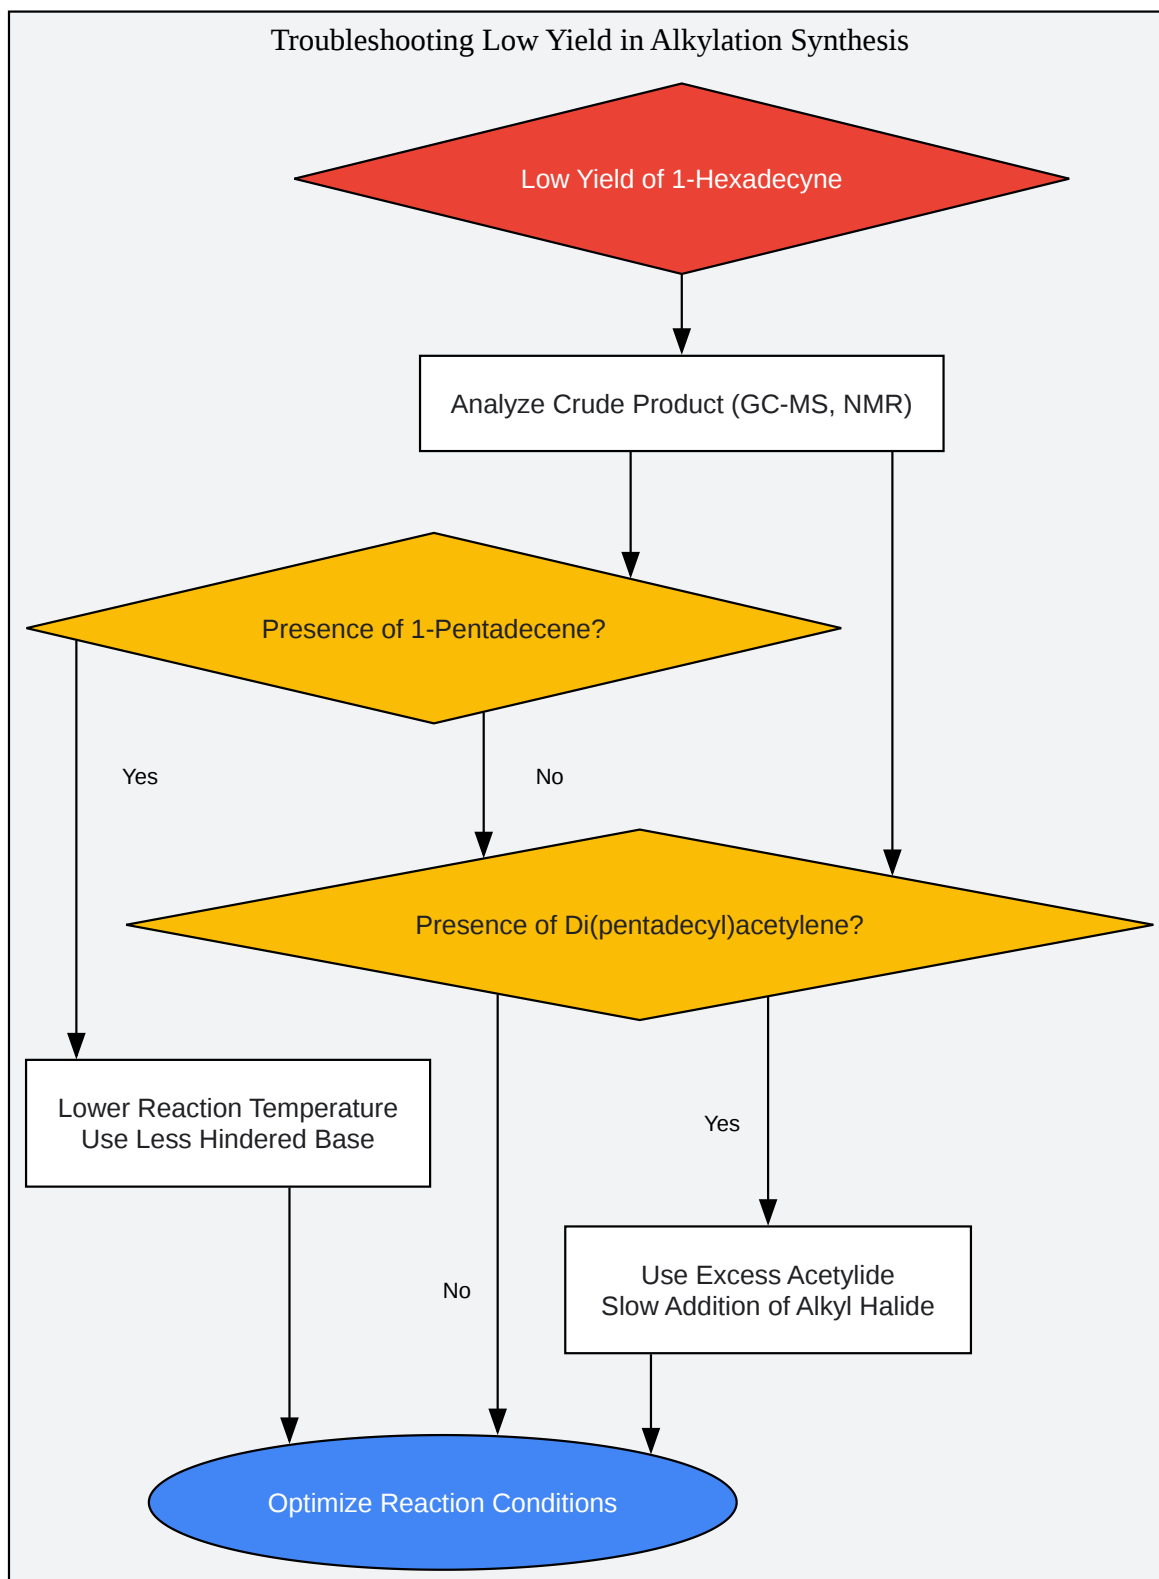 Troubleshooting Low Yield in Alkylation Synthesis
Low Yield of 1-Hexadecyne
Analyze Crude Product (GC-MS, NMR)
Presence of 1-Pentadecene?
Yes
No
Presence of Di(pentadecyl)acetylene?
Lower Reaction Temperature
Use Less Hindered Base
Yes
Use Excess Acetylide
Slow Addition of Alkyl Halide
No
Optimize Reaction Conditions